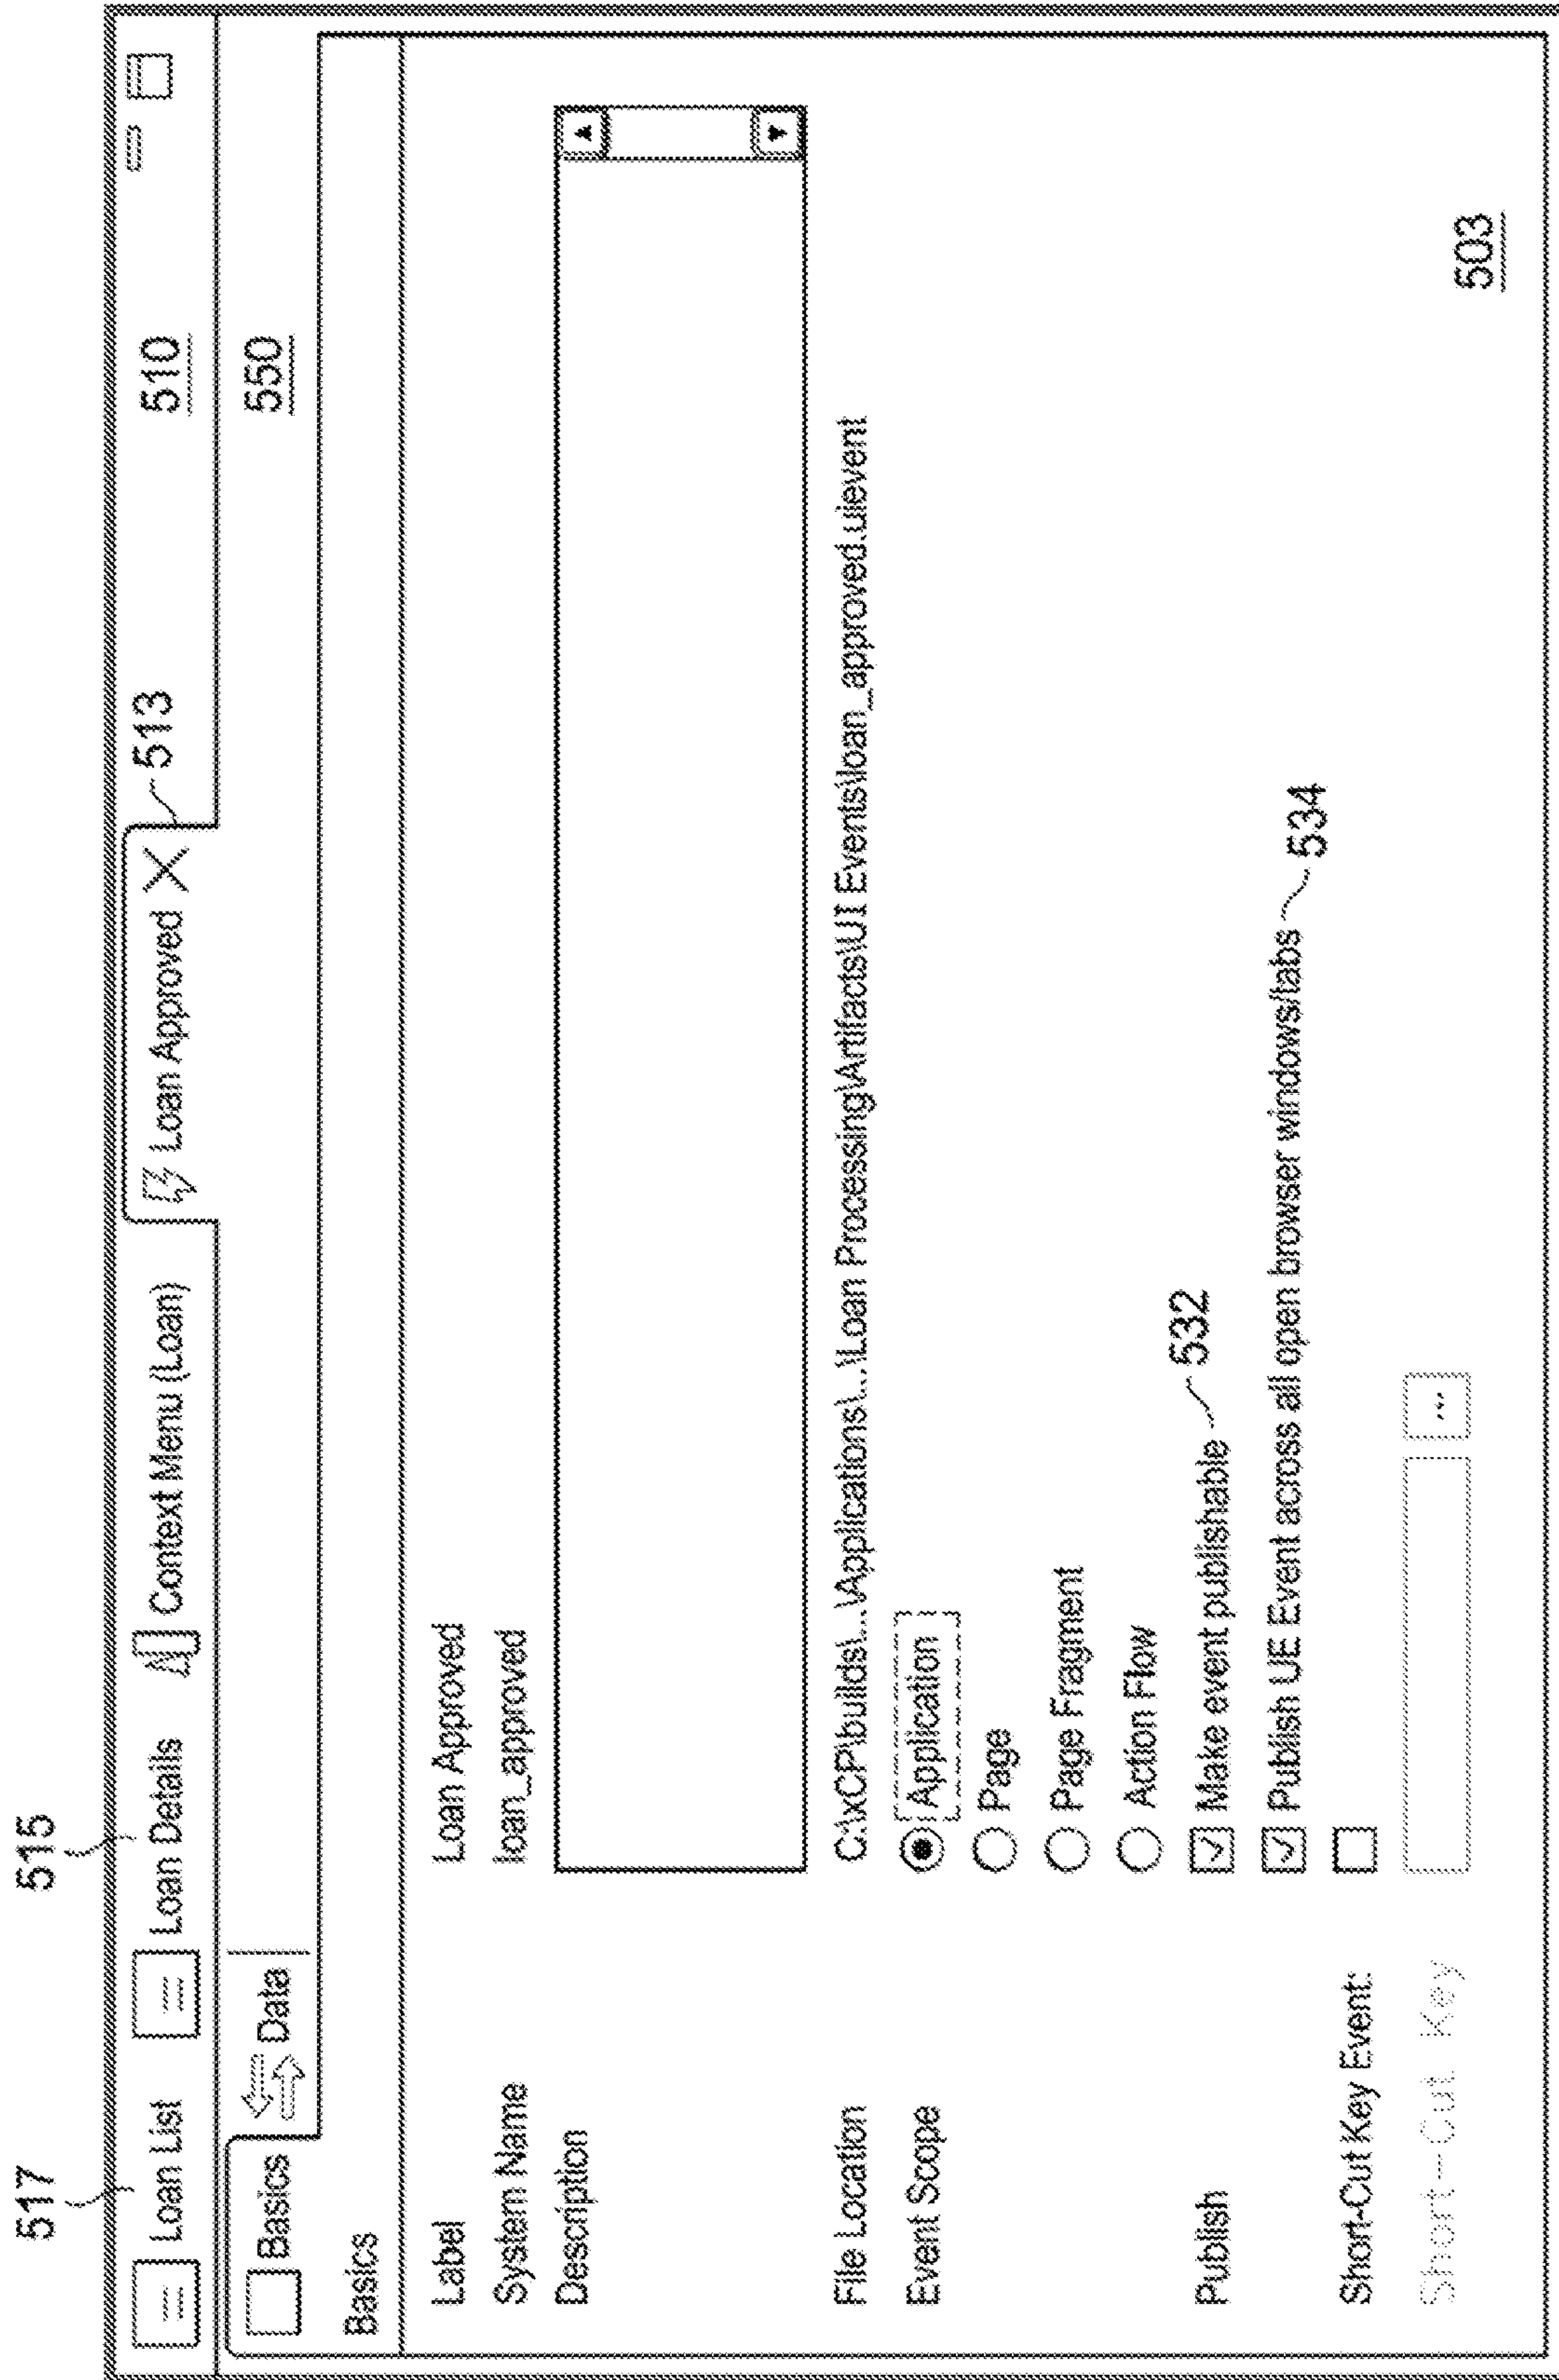 517 515
Loan List Loan Details Context Menu (Loan) Loan Approved X 513 510
Basics Data 550
Basics
Label Loan Approved
System Name loan_approved
Description
File Location C:\xCP\builds\...\Applications\...\Loan Processing\Artifacts\UI Events\loan_approved.uievent
Event Scope Application
Page
Page Fragment
Action Flow
Publish Make event publishable 532
Publish UE Event across all open browser windows/tabs 534
Short-Cut Key Event:
Short-Cut Key ...
503